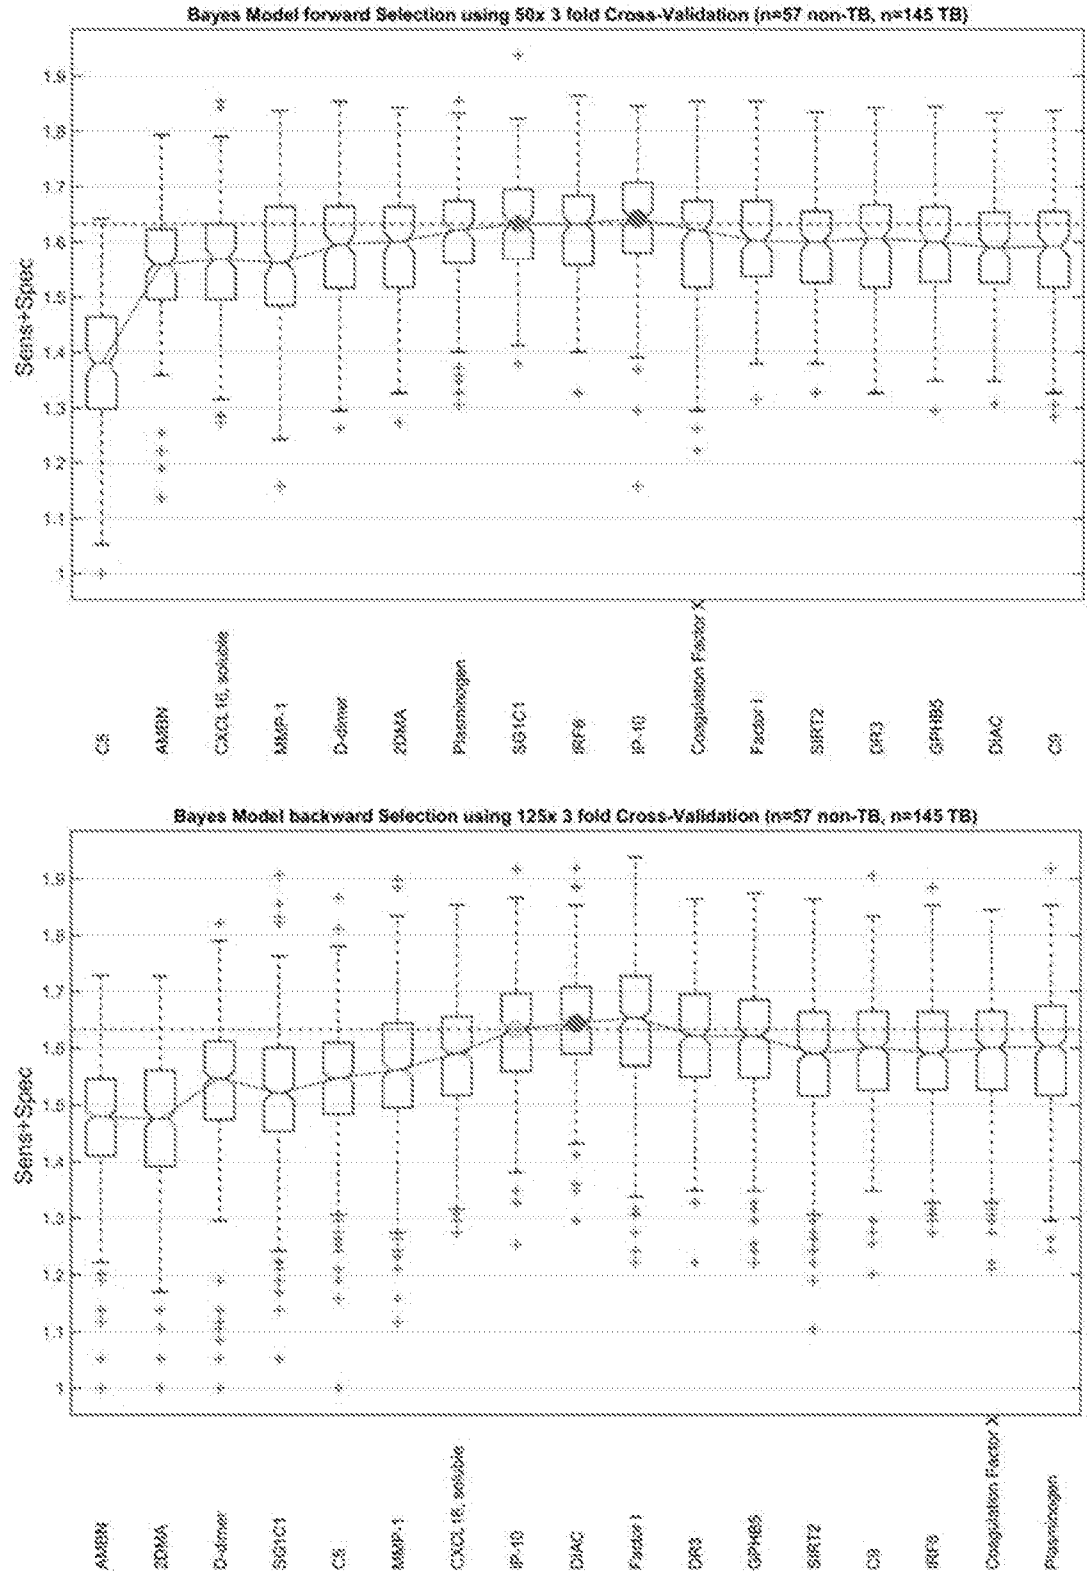 Bayes Model forward Selection using 50x 3 fold Cross-Validation (n=57 non-TB, n=145 TB)
Sens+Spec
1.9
1.8
1.7
1.6
1.5
1.4
1.3
1.2
1.1
1
AMBN
CXCL16, soluble
MMP-1
D-dimer
2DMA
Plasminogen
SG1C1
IRF6
IP-10
Coagulation Factor X
Factor I
SIRT2
DR3
GPHB5
DIAC
C9
Bayes Model backward Selection using 125x 3 fold Cross-Validation (n=57 non-TB, n=145 TB)
Sens+Spec
1.9
1.8
1.7
1.6
1.5
1.4
1.3
1.2
1.1
1
AMBN
2DMA
D-dimer
SG1C1
MMP-1
CXCL16, soluble
IP-10
DIAC
Factor I
DR3
GPHB5
SIRT2
C9
IRF6
Coagulation Factor X
Plasminogen